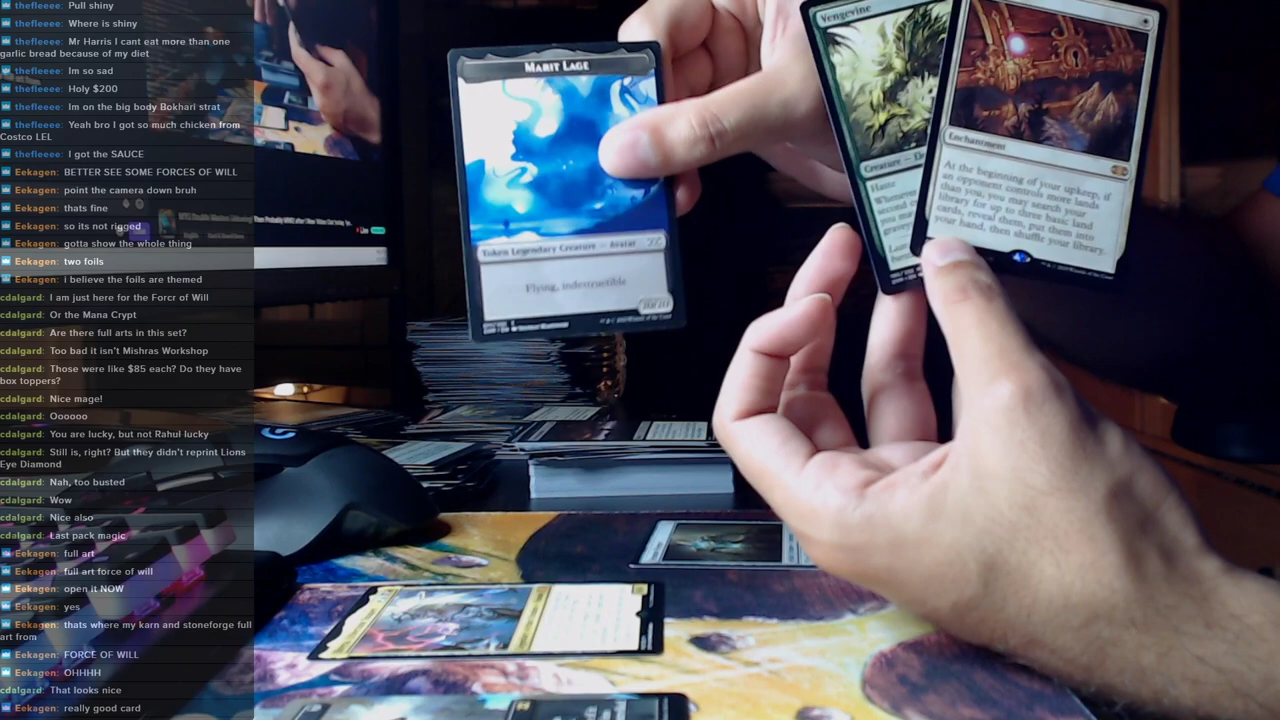 thefleeee: Pull shiny
thefleeee: Where is shiny
thefleeee: Mr Harris I cant eat more than one
garlic bread because of my diet
thefleeee: Im so sad
thefleeee: Holy $200
thefleeee: Im on the big body Bokhari strat
thefleeee: Yeah bro I got so much chicken from
Costco LEL
thefleeee: I got the SAUCE
Eekagen: BETTER SEE SOME FORCES OF WILL
Eekagen: point the camera down bruh
Eekagen: thats fine
Eekagen: so its not rigged
Eekagen: gotta show the whole thing
Eekagen: two foils
Eekagen: i believe the foils are themed
cdalgard: I am just here for the Forcr of Will
cdalgard: Or the Mana Crypt
cdalgard: Are there full arts in this set?
cdalgard: Too bad it isn't Mishras Workshop
cdalgard: Those were like $85 each? Do they have
box toppers?
cdalgard: Nice mage!
cdalgard: Ooooo
cdalgard: You are lucky, but not Rahul lucky
cdalgard: Still is, right? But they didn't reprint Lions
Eye Diamond
cdalgard: Nah, too busted
cdalgard: Wow
cdalgard: Nice also
cdalgard: Last pack magic
Eekagen: full art
Eekagen: full art force of will
Eekagen: open it NOW
Eekagen: yes
Eekagen: thats where my karn and stoneforge full
art from
Eekagen: FORCE OF WILL
Eekagen: OHHHH
cdalgard: That looks nice
Eekagen: really good card
MARIT LAGE
Token Legendary Creature — Avatar
Flying, indestructible
Vengevine
Creature — Ele
Haste
Whenever
second
you may
Enchantment
At the beginning of your upkeep, if
an opponent controls more lands
than you, you may search your
library for up to three basic land
cards, reveal them, put them into
your hand, then shuffle your library.
G